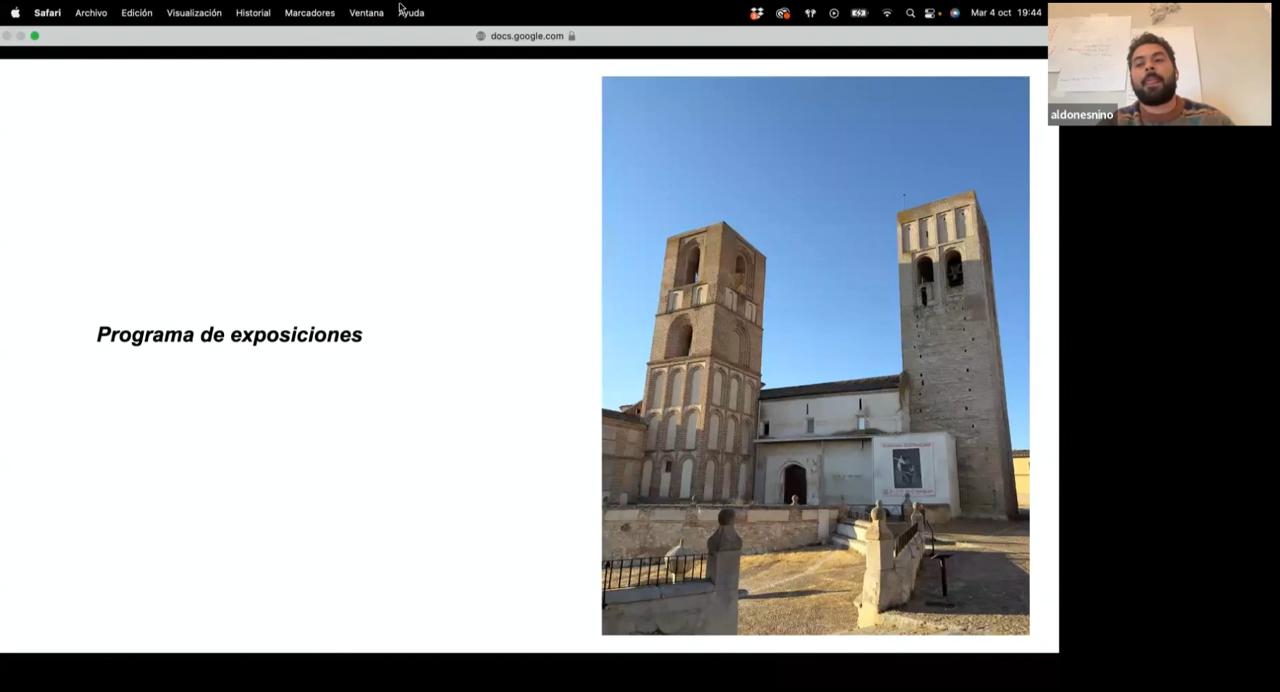 Safari Archivo Edición Visualización Historial Marcadores Ventana Ayuda Mar 4 oct 19:44
docs.google.com
aldonesnino
Programa de exposiciones